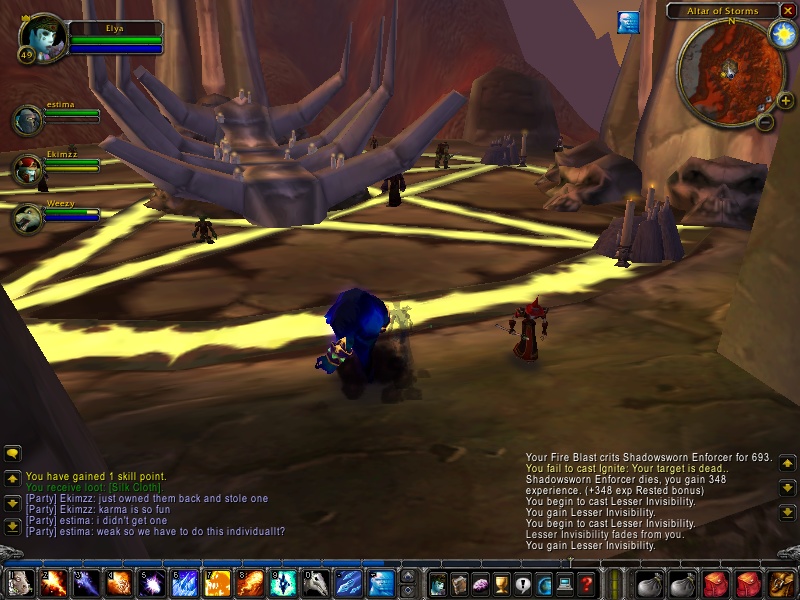 Elya
49
estima
Ekimzz
Weezy
Altar of Storms
N
You have gained 1 skill point.
You receive loot: [Silk Cloth]
[Party] Ekimzz: just owned them back and stole one
[Party] Ekimzz: karma is so fun
[Party] estima: i didn't get one
[Party] estima: weak so we have to do this individuallt?
Your Fire Blast crits Shadowsworn Enforcer for 693.
You fail to cast Ignite: Your target is dead..
Shadowsworn Enforcer dies, you gain 348
experience. (+348 exp Rested bonus)
You begin to cast Lesser Invisibility.
You gain Lesser Invisibility.
You begin to cast Lesser Invisibility.
Lesser Invisibility fades from you.
You gain Lesser Invisibility.